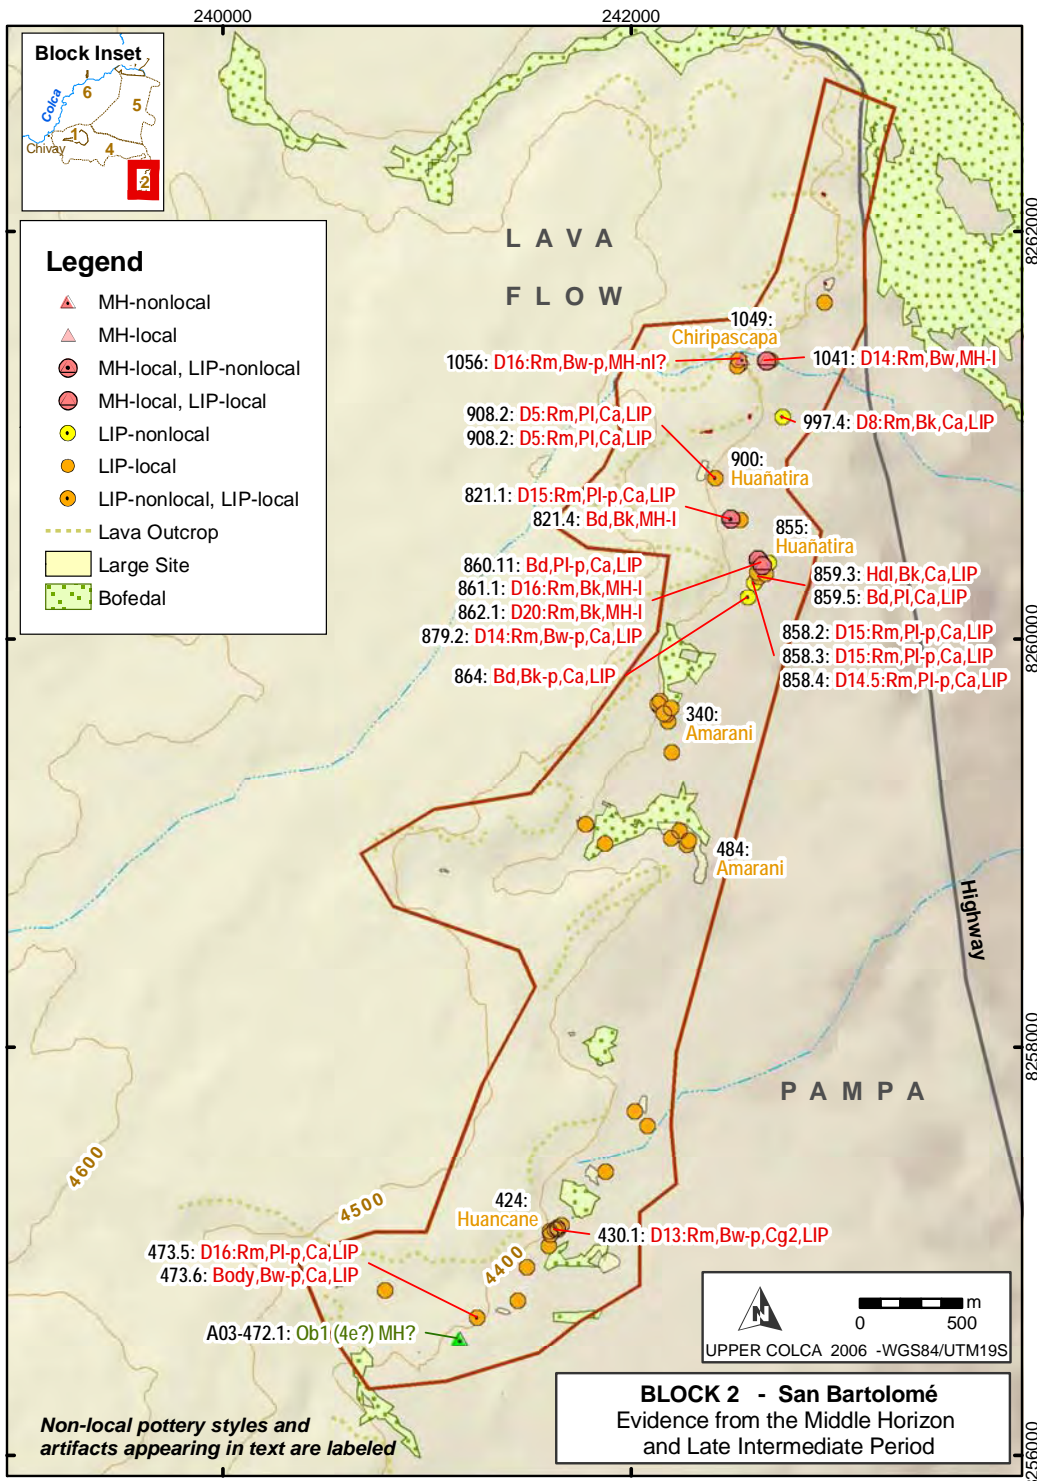 240000
242000
Block Inset
6
Colca
5
1
Chivay
4
2
Legend
MH-nonlocal
MH-local
MH-local, LIP-nonlocal
MH-local, LIP-local
LIP-nonlocal
LIP-local
LIP-nonlocal, LIP-local
Lava Outcrop
Large Site
Bofedal
LAVA
FLOW
8262000
1049:
Chiripascapa
1056: D16:Rm,Bw-p,MH-nl?
1041: D14:Rm,Bw,MH-l
908.2: D5:Rm,Pl,Ca,LIP
908.2: D5:Rm,Pl,Ca,LIP
997.4: D8:Rm,Bk,Ca,LIP
900:
Huañatira
821.1: D15:Rm,Pl-p,Ca,LIP
821.4: Bd,Bk,MH-l
855:
Huañatira
860.11: Bd,Pl-p,Ca,LIP
861.1: D16:Rm,Bk,MH-l
862.1: D20:Rm,Bk,MH-l
879.2: D14:Rm,Bw-p,Ca,LIP
864: Bd,Bk-p,Ca,LIP
859.3: Hdl,Bk,Ca,LIP
859.5: Bd,Pl,Ca,LIP
858.2: D15:Rm,Pl-p,Ca,LIP
858.3: D15:Rm,Pl-p,Ca,LIP
858.4: D14.5:Rm,Pl-p,Ca,LIP
8260000
340:
Amarani
484:
Amarani
Highway
8258000
PAMPA
4600
4500
4400
424:
Huancane
430.1: D13:Rm,Bw-p,Cg2,LIP
473.5: D16:Rm,Pl-p,Ca,LIP
473.6: Body,Bw-p,Ca,LIP
A03-472.1: Ob1 (4e?) MH?
N
m
0 500
UPPER COLCA 2006 -WGS84/UTM19S
BLOCK 2 - San Bartolomé
Evidence from the Middle Horizon
and Late Intermediate Period
Non-local pottery styles and
artifacts appearing in text are labeled
8256000